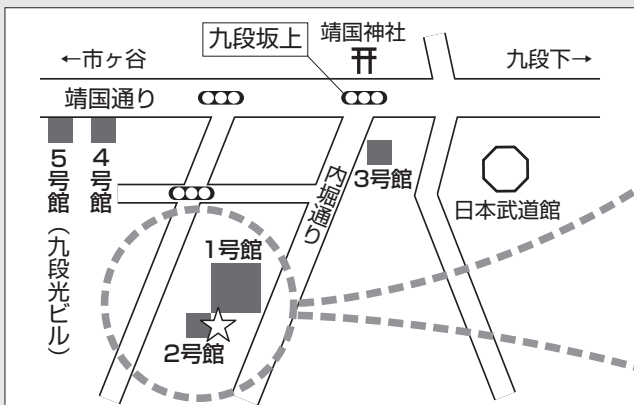 靖国神社
九段坂上
←市ヶ谷
九段下→
靖国通り
5号館(九段光ビル)
4号館
内堀通り
3号館
日本武道館
1号館
2号館